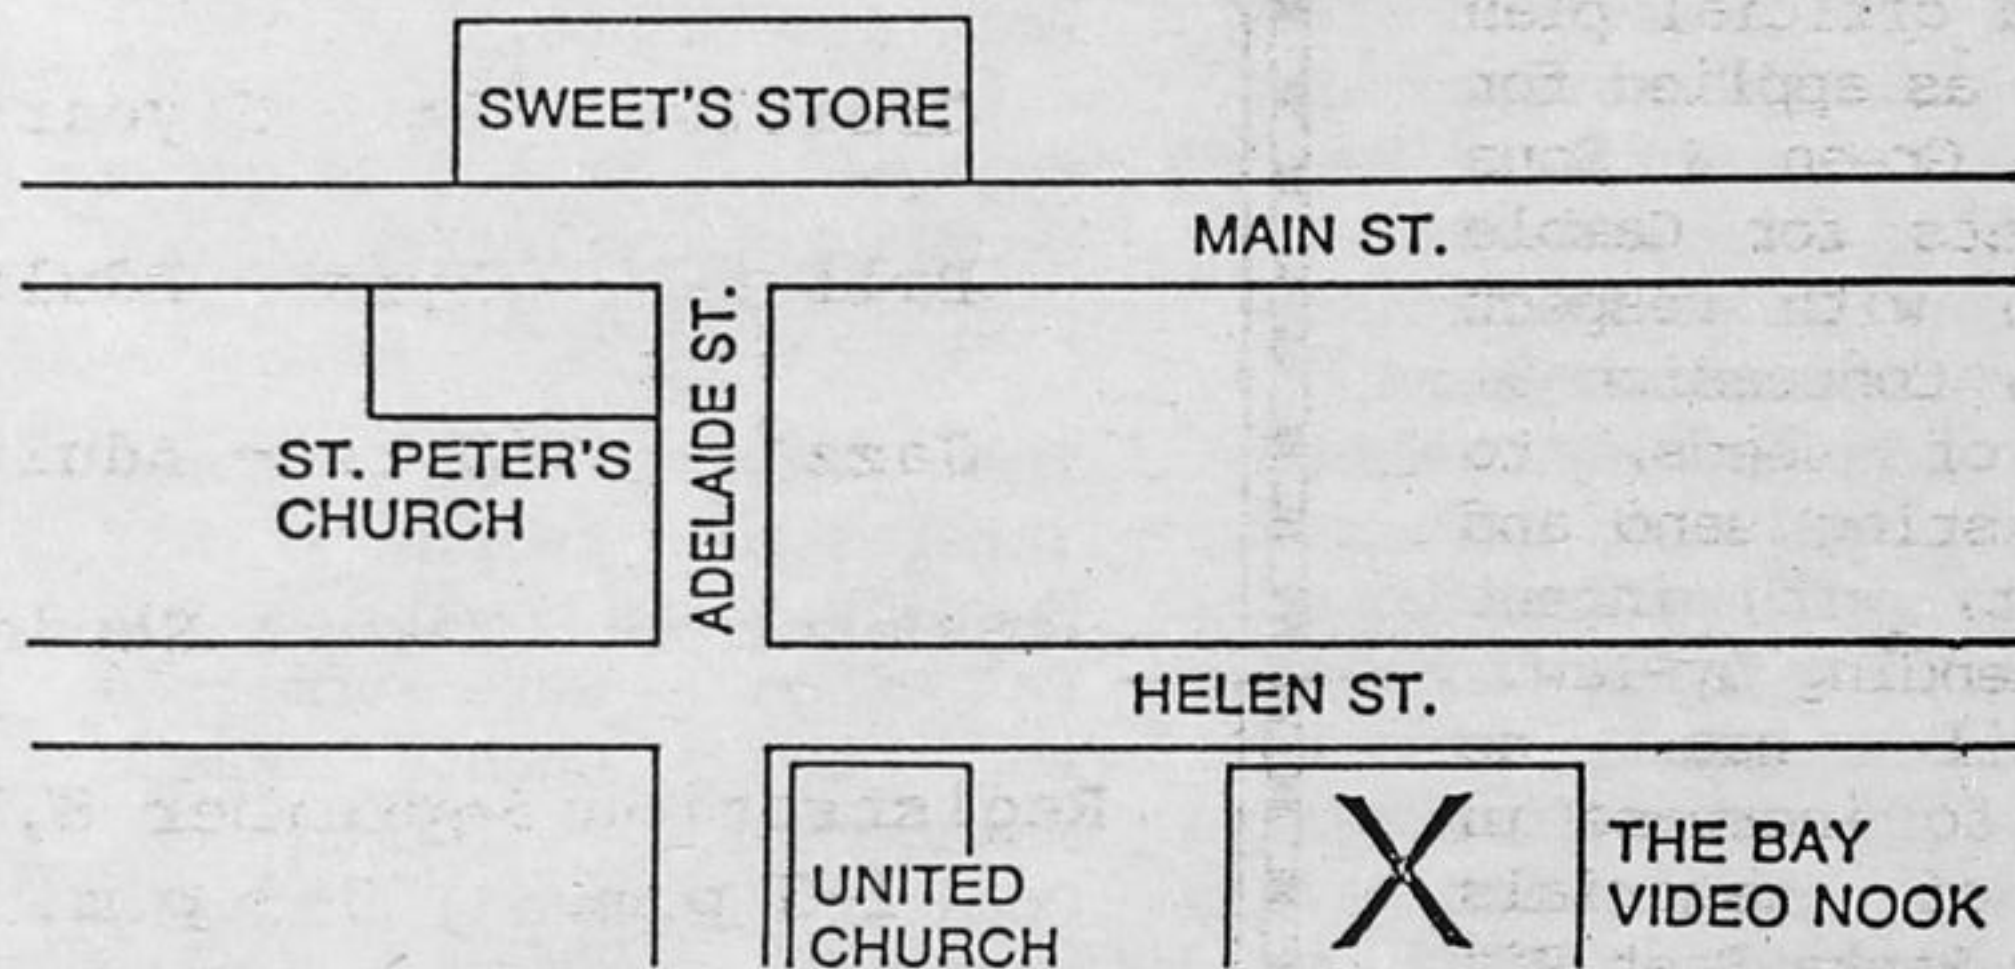 SWEET'S STORE
MAIN ST.
ADELAIDE ST.
ST. PETER'S
CHURCH
HELEN ST.
UNITED
CHURCH
X
THE BAY
VIDEO NOOK